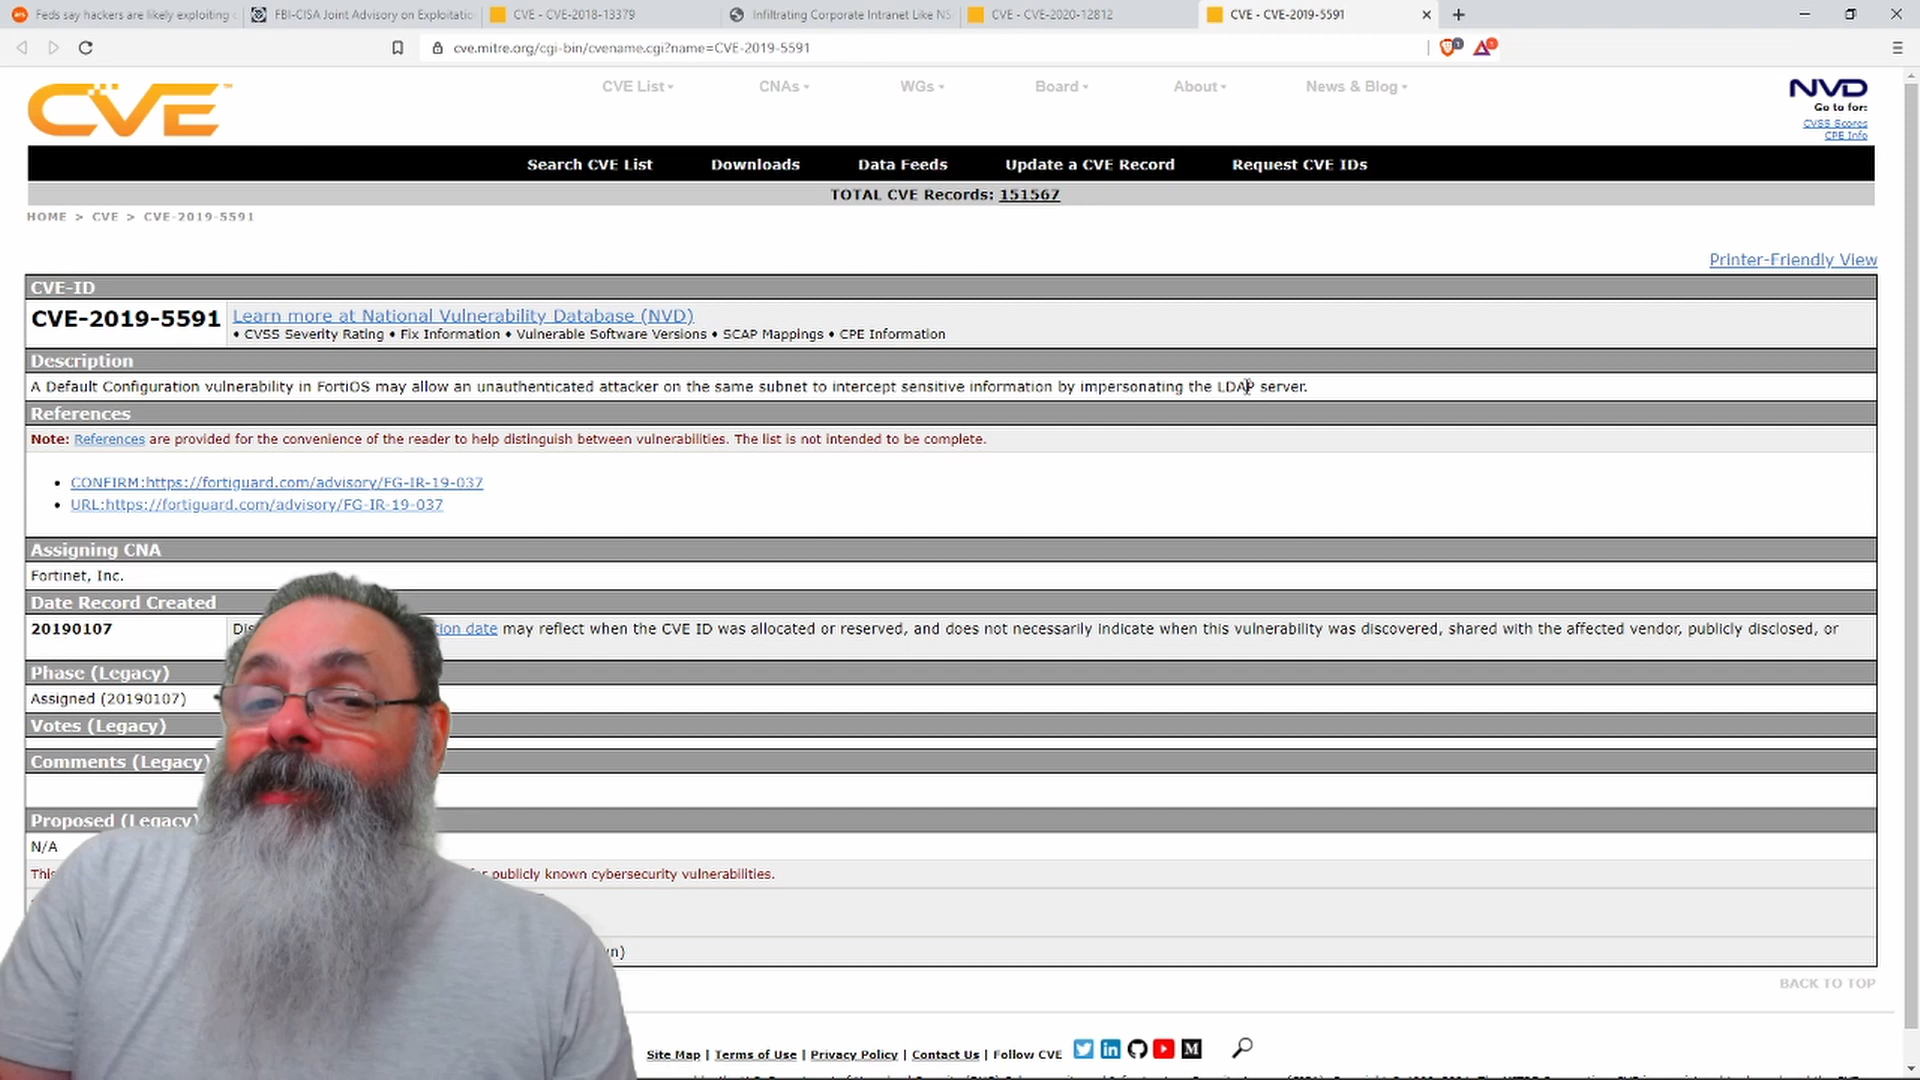 Feds say hackers are likely exploiting
FBI-CISA Joint Advisory on Exploitatio
CVE - CVE-2018-13379
Infiltrating Corporate Intranet Like NS
CVE - CVE-2020-12812
CVE - CVE-2019-5591
cve.mitre.org/cgi-bin/cvename.cgi?name=CVE-2019-5591
CVE™
CVE List
CNAs
WGs
Board
About
News & Blog
NVD
Go to for:
CVSS Scores
CPE Info
Search CVE List
Downloads
Data Feeds
Update a CVE Record
Request CVE IDs
TOTAL CVE Records: 151567
HOME > CVE > CVE-2019-5591
Printer-Friendly View
CVE-ID
CVE-2019-5591
Learn more at National Vulnerability Database (NVD)
• CVSS Severity Rating • Fix Information • Vulnerable Software Versions • SCAP Mappings • CPE Information
Description
A Default Configuration vulnerability in FortiOS may allow an unauthenticated attacker on the same subnet to intercept sensitive information by impersonating the LDAP server.
References
Note: References are provided for the convenience of the reader to help distinguish between vulnerabilities. The list is not intended to be complete.
• CONFIRM:https://fortiguard.com/advisory/FG-IR-19-037
• URL:https://fortiguard.com/advisory/FG-IR-19-037
Assigning CNA
Fortinet, Inc.
Date Record Created
20190107
Dis
tion date may reflect when the CVE ID was allocated or reserved, and does not necessarily indicate when this vulnerability was discovered, shared with the affected vendor, publicly disclosed, or
Phase (Legacy)
Assigned (20190107)
Votes (Legacy)
Comments (Legacy)
Proposed (Legacy)
N/A
This
publicly known cybersecurity vulnerabilities.
BACK TO TOP
Site Map | Terms of Use | Privacy Policy | Contact Us | Follow CVE